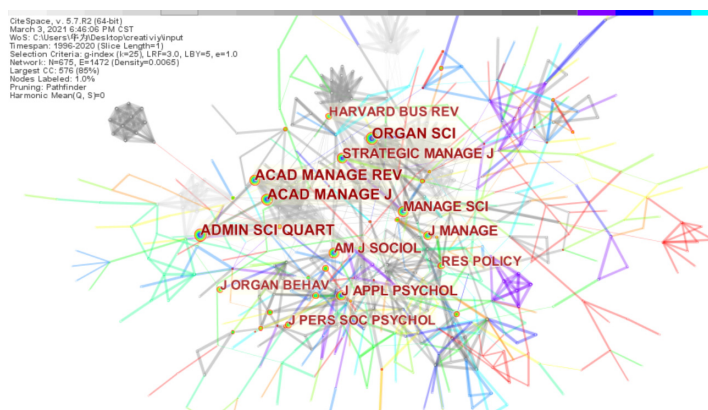 CiteSpace, v. 5.7.R2 (64-bit)
March 3, 2021 6:46:06 PM CST
WoS: C:\Users\平方\Desktop\creativiy\input
Timespan: 1996-2020 (Slice Length=1)
Selection Criteria: g-index (k=25), LRF=3.0, LBY=5, e=1.0
Network: N=675, E=1472 (Density=0.0065)
Largest CC: 576 (85%)
Nodes Labeled: 1.0%
Pruning: Pathfinder
Harmonic Mean(Q, S)=0
HARVARD BUS REV
ORGAN SCI
STRATEGIC MANAGE J
ACAD MANAGE REV
ACAD MANAGE J
MANAGE SCI
ADMIN SCI QUART
J MANAGE
AM J SOCIOL
RES POLICY
J ORGAN BEHAV
J APPL PSYCHOL
J PERS SOC PSYCHOL